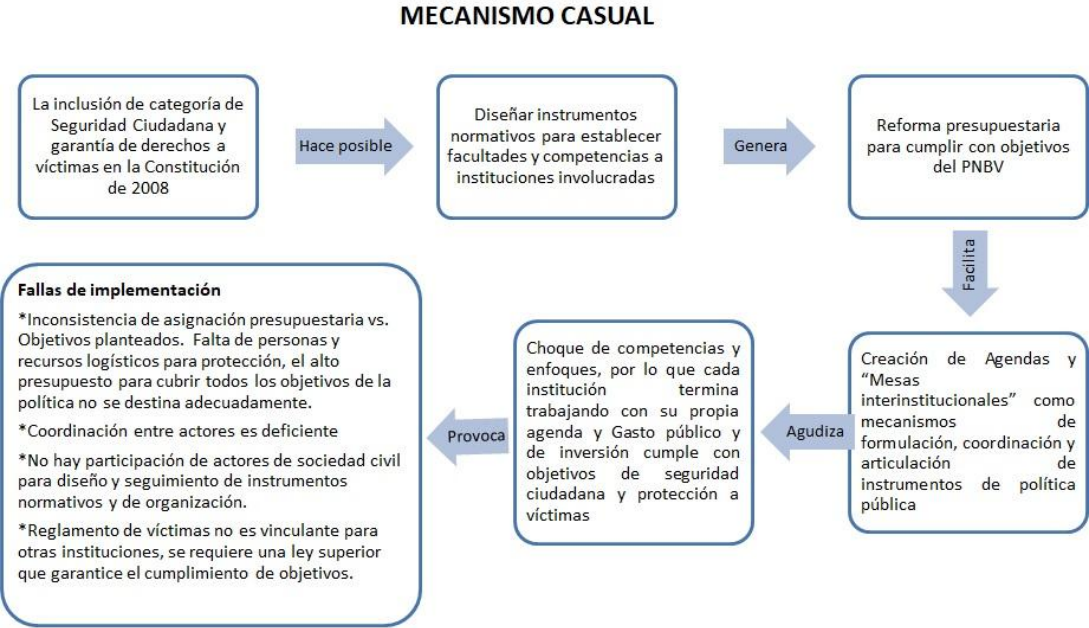 MECANISMO CASUAL
La inclusión de categoría de
Seguridad Ciudadana y
garantía de derechos a
víctimas en la Constitución
de 2008
Hace posible
Diseñar instrumentos
normativos para establecer
facultades y competencias a
instituciones involucradas
Genera
Reforma presupuestaria
para cumplir con objetivos
del PNBV
Facilita
Creación de Agendas y
“Mesas
interinstitucionales” como
mecanismos de
formulación, coordinación y
articulación de
instrumentos de política
pública
Agudiza
Choque de competencias y
enfoques, por lo que cada
institución termina
trabajando con su propia
agenda y Gasto público y
de inversión cumple con
objetivos de seguridad
ciudadana y protección a
víctimas
Provoca
Fallas de implementación
*Inconsistencia de asignación presupuestaria vs.
Objetivos planteados. Falta de personas y
recursos logísticos para protección, el alto
presupuesto para cubrir todos los objetivos de la
política no se destina adecuadamente.
*Coordinación entre actores es deficiente
*No hay participación de actores de sociedad civil
para diseño y seguimiento de instrumentos
normativos y de organización.
*Reglamento de víctimas no es vinculante para
otras instituciones, se requiere una ley superior
que garantice el cumplimiento de objetivos.